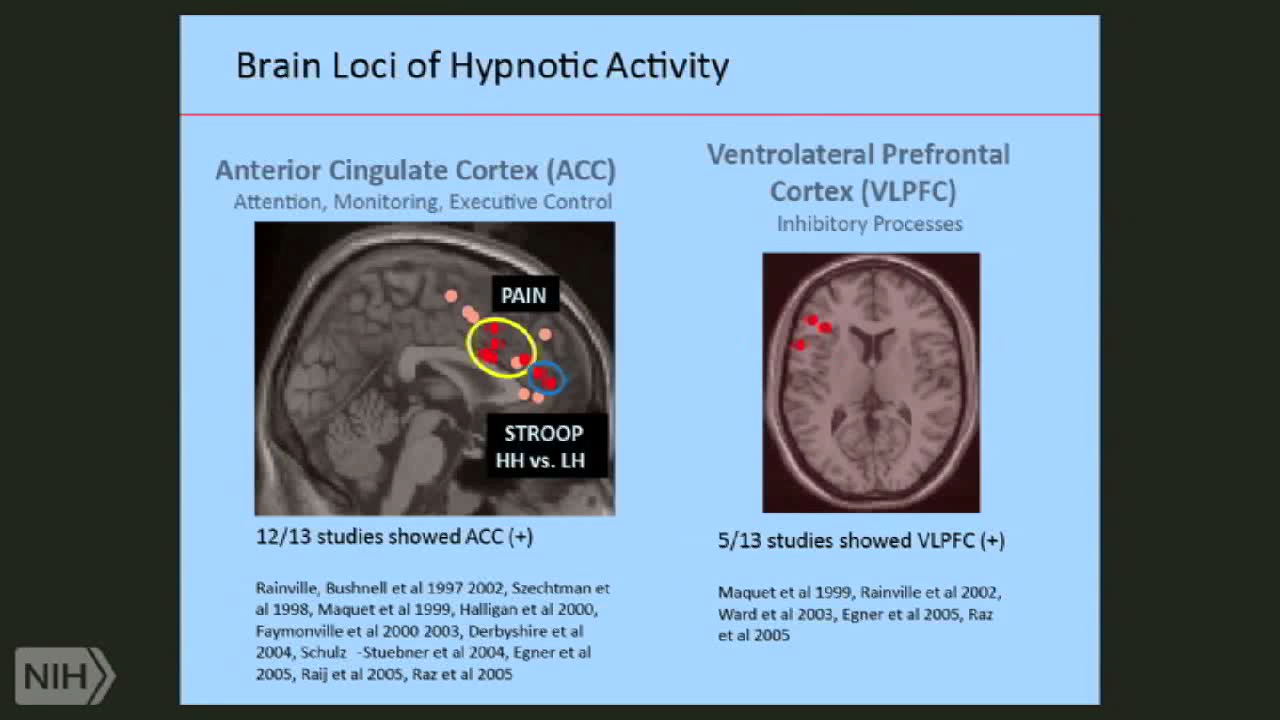 Brain Loci of Hypnotic Activity
Anterior Cingulate Cortex (ACC)
Attention, Monitoring, Executive Control
PAIN
STROOP
HH vs. LH
12/13 studies showed ACC (+)
Rainville, Bushnell et al 1997 2002, Szechtman et
al 1998, Maquet et al 1999, Halligan et al 2000,
Faymonville et al 2000 2003, Derbyshire et al
2004, Schulz -Stuebner et al 2004, Egner et al
2005, Raij et al 2005, Raz et al 2005
Ventrolateral Prefrontal
Cortex (VLPFC)
Inhibitory Processes
5/13 studies showed VLPFC (+)
Maquet et al 1999, Rainville et al 2002,
Ward et al 2003, Egner et al 2005, Raz
et al 2005
NIH